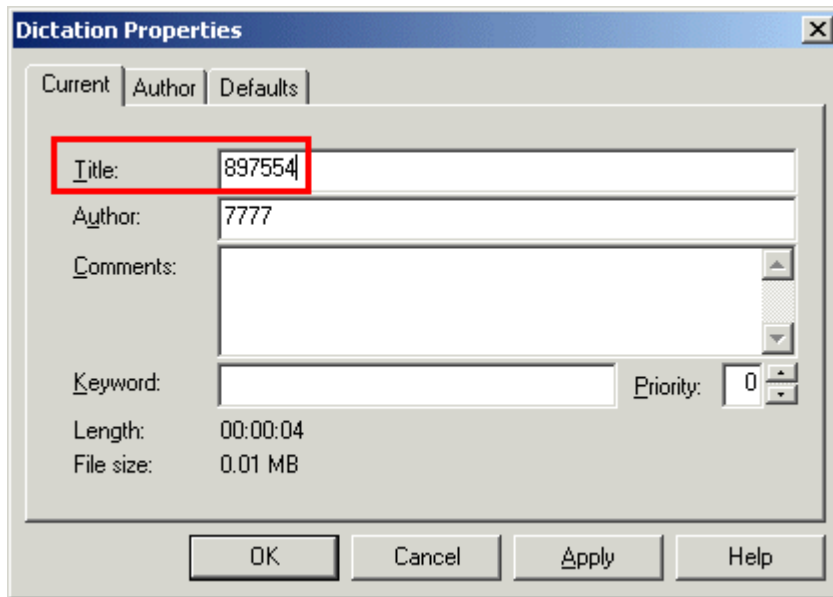 Dictation Properties
Current Author Defaults
Title: 897554
Author: 7777
Comments:
Keyword: Priority: 0
Length: 00:00:04
File size: 0.01 MB
OK Cancel Apply Help